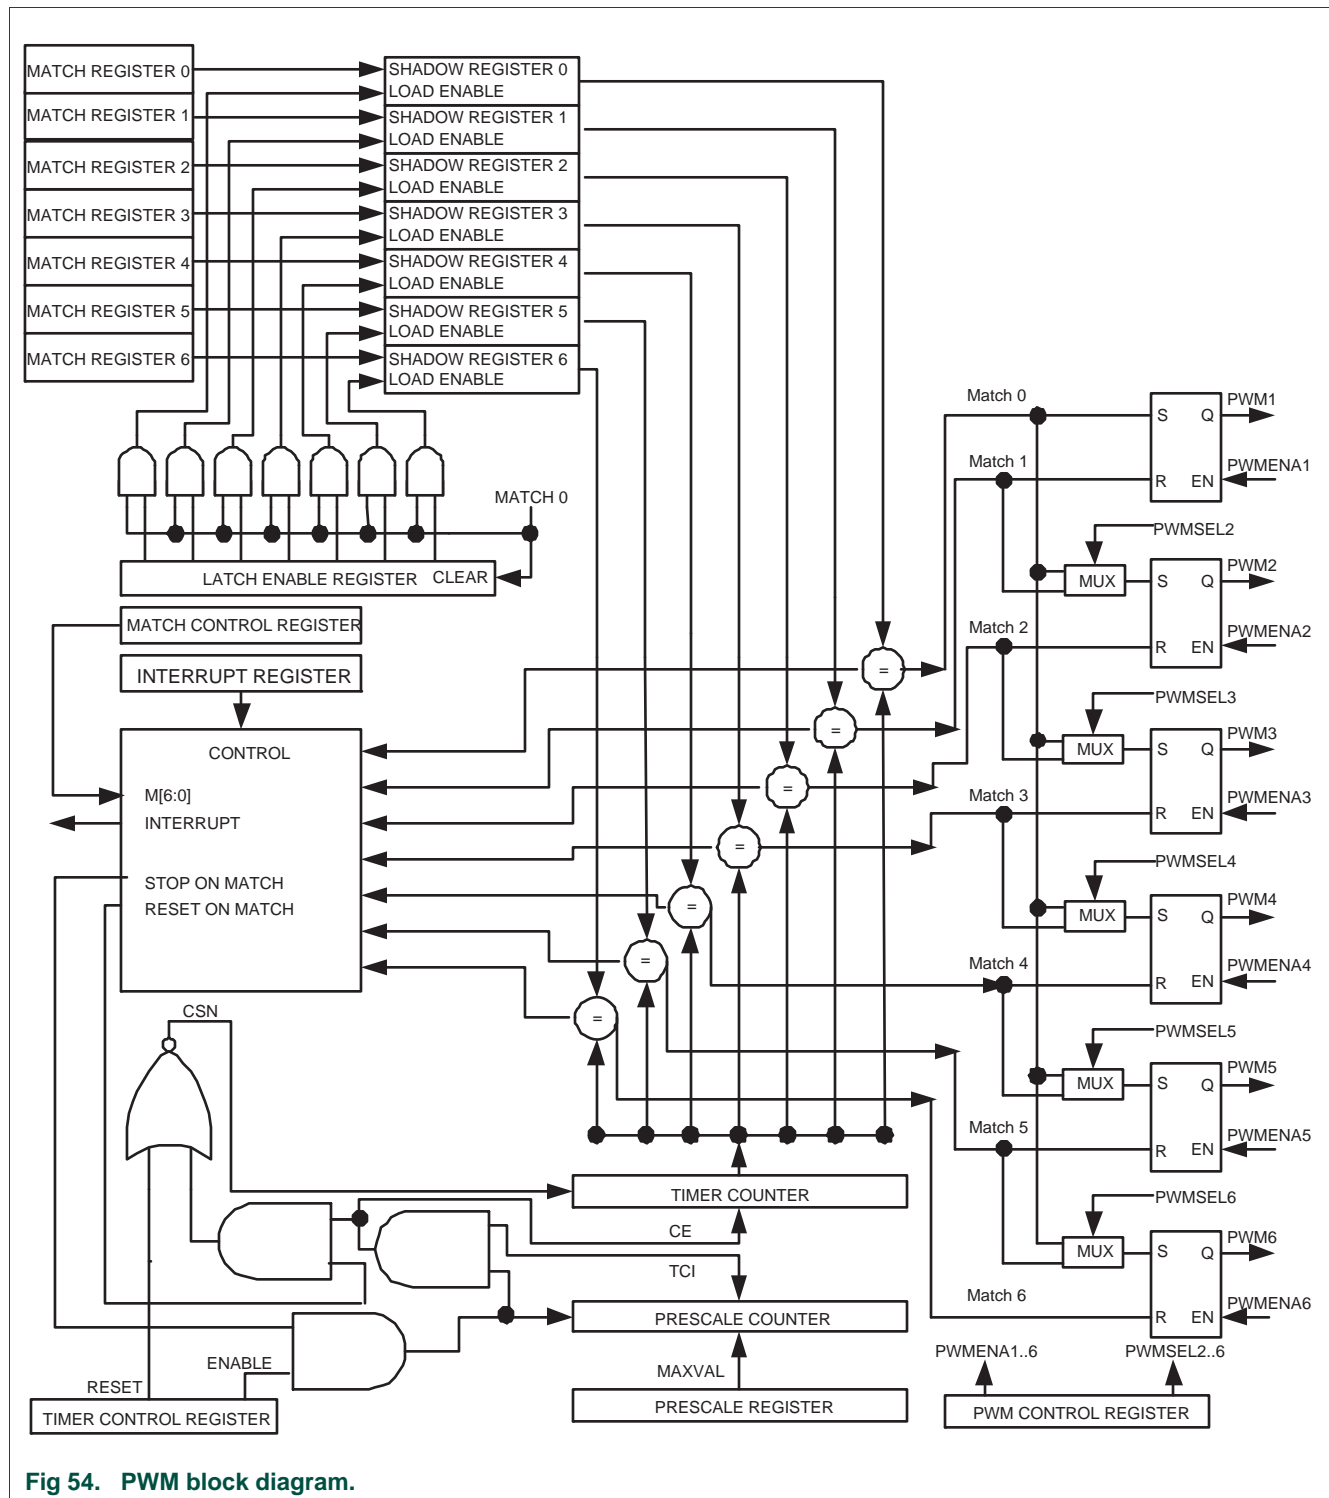 MATCH REGISTER 0
MATCH REGISTER 1
MATCH REGISTER 2
MATCH REGISTER 3
MATCH REGISTER 4
MATCH REGISTER 5
MATCH REGISTER 6
SHADOW REGISTER 0
LOAD ENABLE
SHADOW REGISTER 1
LOAD ENABLE
SHADOW REGISTER 2
LOAD ENABLE
SHADOW REGISTER 3
LOAD ENABLE
SHADOW REGISTER 4
LOAD ENABLE
SHADOW REGISTER 5
LOAD ENABLE
SHADOW REGISTER 6
LOAD ENABLE
MATCH 0
LATCH ENABLE REGISTER CLEAR
MATCH CONTROL REGISTER
INTERRUPT REGISTER
CONTROL
M[6:0]
INTERRUPT
STOP ON MATCH
RESET ON MATCH
=
=
=
=
=
=
=
CSN
TIMER COUNTER
CE
TCI
PRESCALE COUNTER
MAXVAL
PRESCALE REGISTER
ENABLE
RESET
TIMER CONTROL REGISTER
Match 0
S Q
PWM1
Match 1
R EN
PWMENA1
PWMSEL2
MUX
S Q
PWM2
Match 2
R EN
PWMENA2
PWMSEL3
MUX
S Q
PWM3
Match 3
R EN
PWMENA3
PWMSEL4
MUX
S Q
PWM4
Match 4
R EN
PWMENA4
PWMSEL5
MUX
S Q
PWM5
Match 5
R EN
PWMENA5
PWMSEL6
MUX
S Q
PWM6
Match 6
R EN
PWMENA6
PWMENA1..6
PWMSEL2..6
PWM CONTROL REGISTER
Fig 54. PWM block diagram.